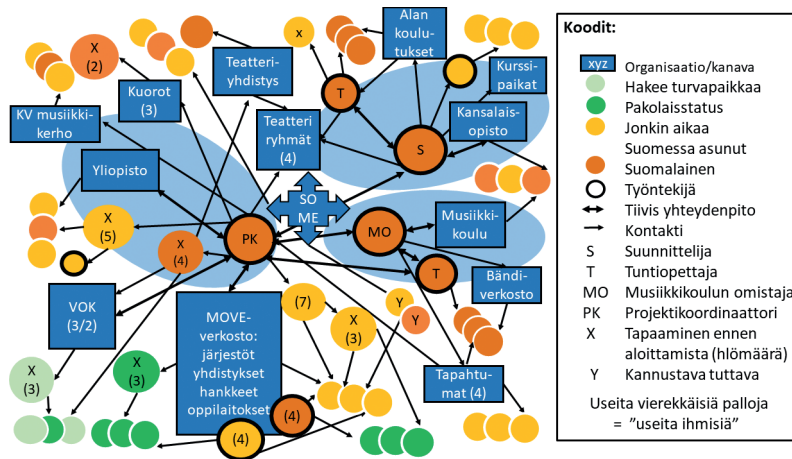 X
(2)
Kuorot
(3)
KV musiikki-
kerho
Teatteri-
yhdistys
x
Alan
koulu-
tukset
T
Kurssi-
paikat
Kansalais-
opisto
S
Teatteri
ryhmät
(4)
Yliopisto
SO
ME
X
(5)
X
(4)
PK
MO
Musiikki-
koulu
T
Bändi-
verkosto
VOK
(3/2)
MOVE-
verkosto:
järjestöt
yhdistykset
hankkeet
oppilaitokset
(7)
X
(3)
Y
Y
X
(3)
X
(3)
Tapahtu-
mat (4)
(4)
(4)
Koodit:
xyz
Organisaatio/kanava
Hakee turvapaikkaa
Pakolaisstatus
Jonkin aikaa
Suomessa asunut
Suomalainen
Työntekijä
Tiivis yhteydenpito
Kontakti
S Suunnittelija
T Tuntiopettaja
MO Musiikkikoulun omistaja
PK Projektikoordinaattori
X Tapaaminen ennen
aloittamista (hlömäärä)
Y Kannustava tuttava
Useita vierekkäisiä palloja
= ”useita ihmisiä”